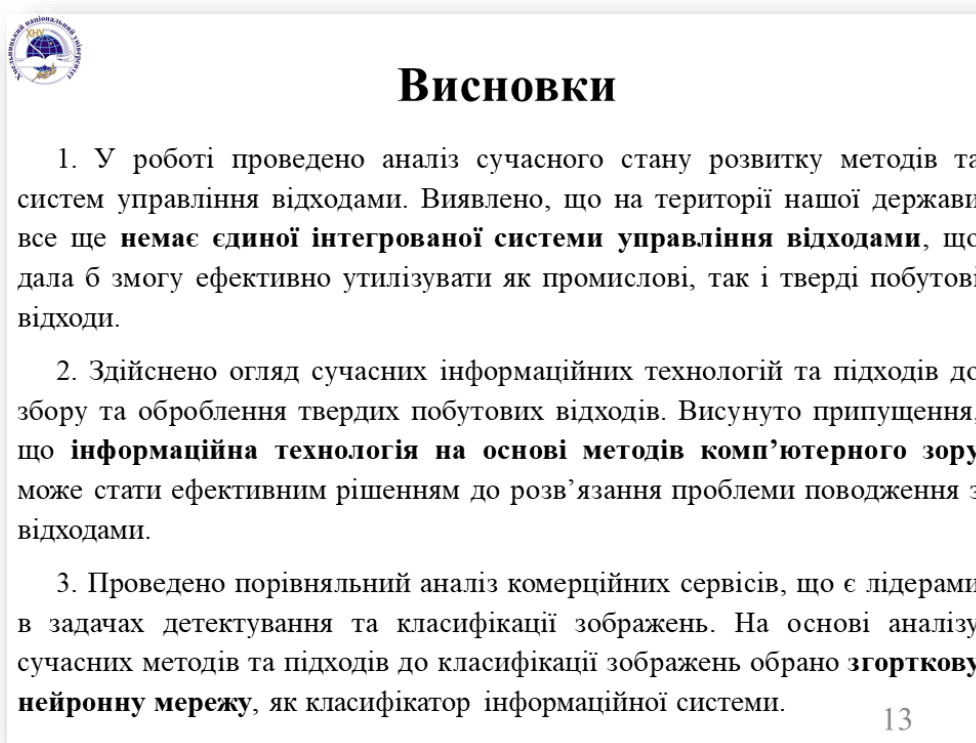 Хмельницький національний університет
ХНУ
Висновки
1. У роботі проведено аналіз сучасного стану розвитку методів та
систем управління відходами. Виявлено, що на території нашої держави
все ще немає єдиної інтегрованої системи управління відходами, що
дала б змогу ефективно утилізувати як промислові, так і тверді побутові
відходи.
2. Здійснено огляд сучасних інформаційних технологій та підходів до
збору та оброблення твердих побутових відходів. Висунуто припущення,
що інформаційна технологія на основі методів комп’ютерного зору
може стати ефективним рішенням до розв’язання проблеми поводження з
відходами.
3. Проведено порівняльний аналіз комерційних сервісів, що є лідерами
в задачах детектування та класифікації зображень. На основі аналізу
сучасних методів та підходів до класифікації зображень обрано згорткову
нейронну мережу, як класифікатор інформаційної системи.
13